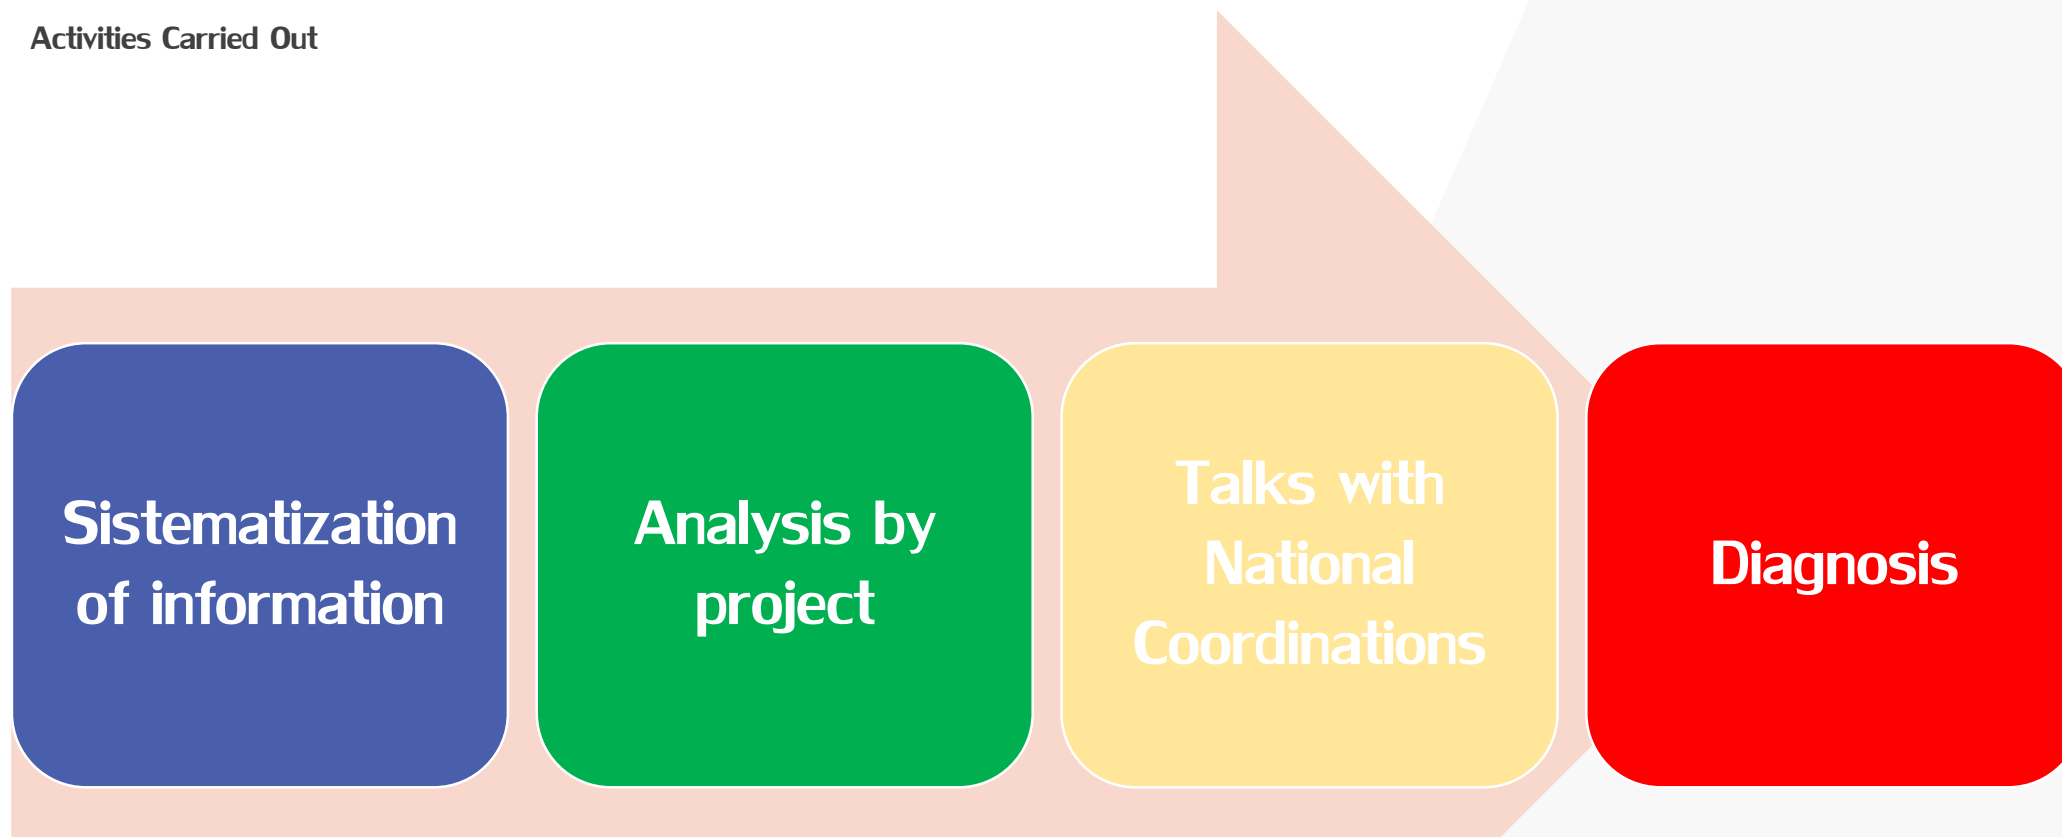 Activities Carried Out
Sistematization
of information
Analysis by
project
Talks with
National
Coordinations
Diagnosis